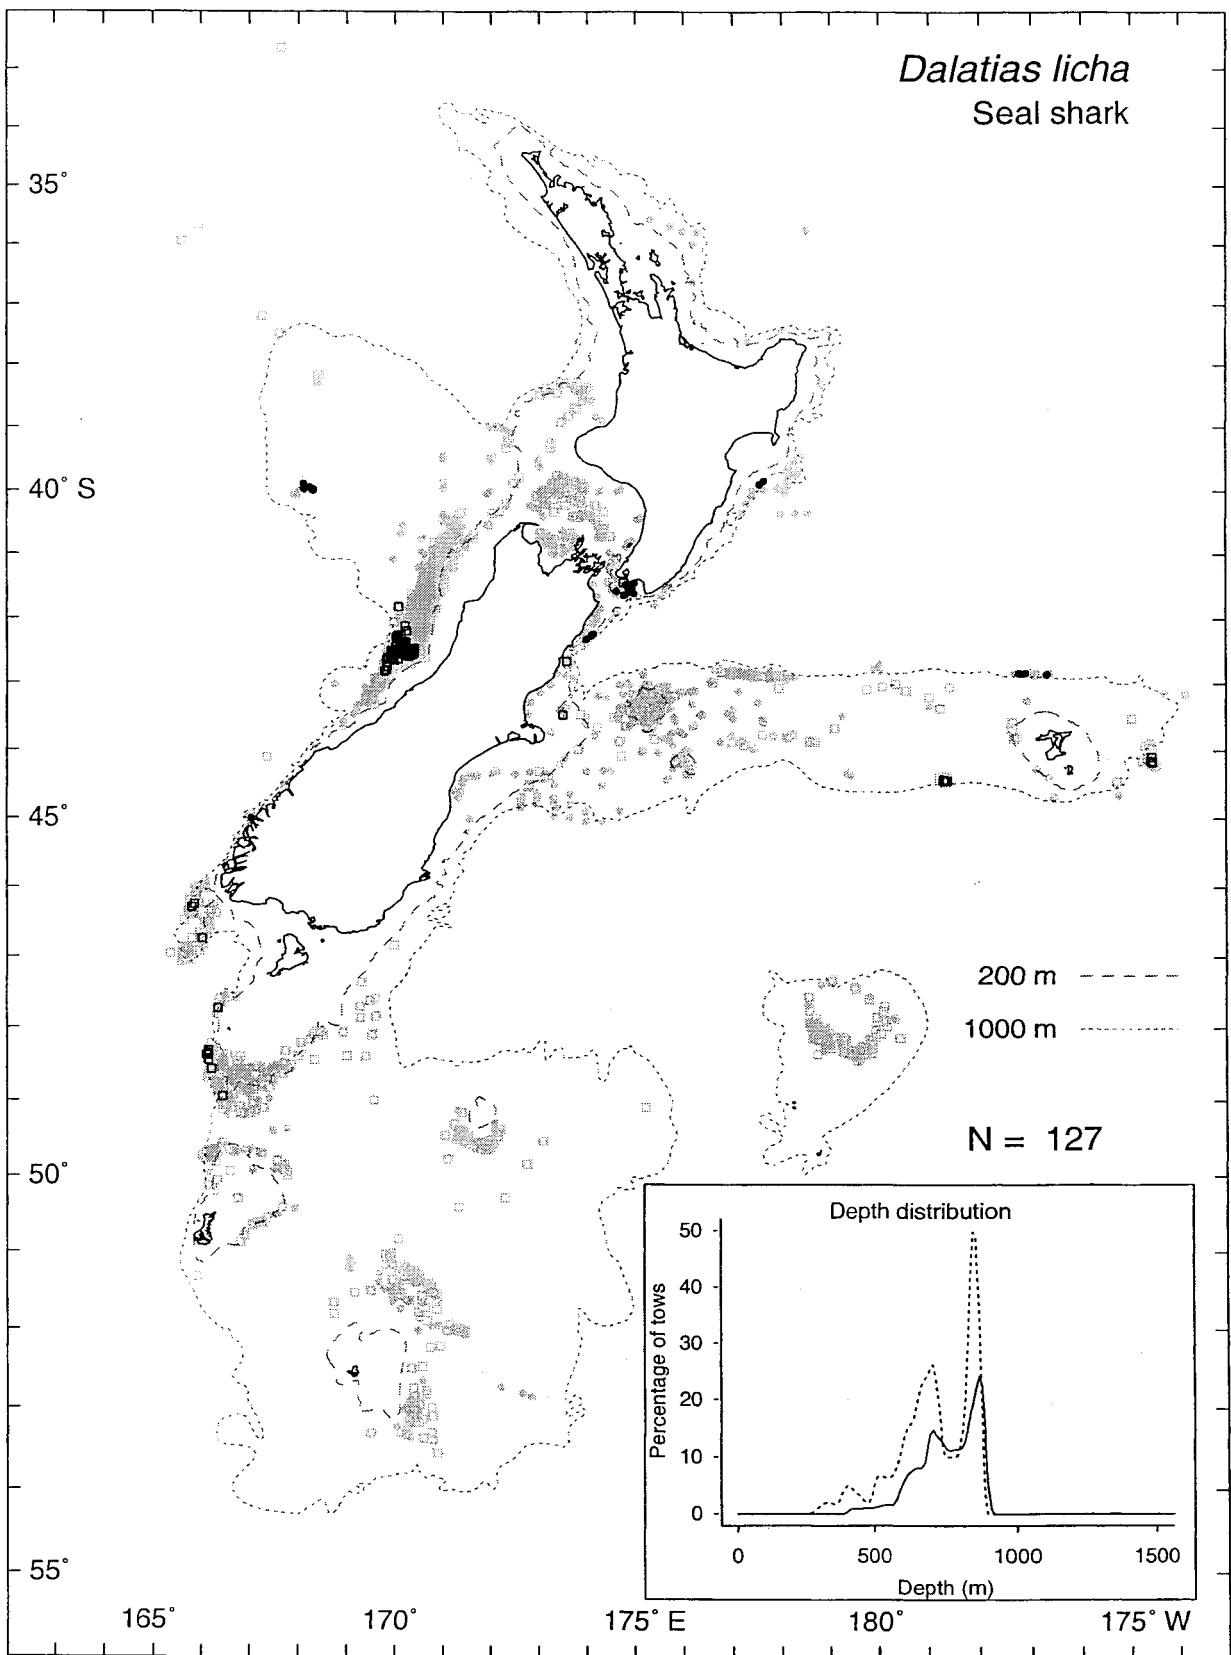 Dalatias licha
Seal shark
35°
40° S
45°
200 m
1000 m
N = 127
50°
Depth distribution
50
40
30
20
10
0
Percentage of tows
0 500 1000 1500
Depth (m)
55°
165° 170° 175° E 180° 175° W